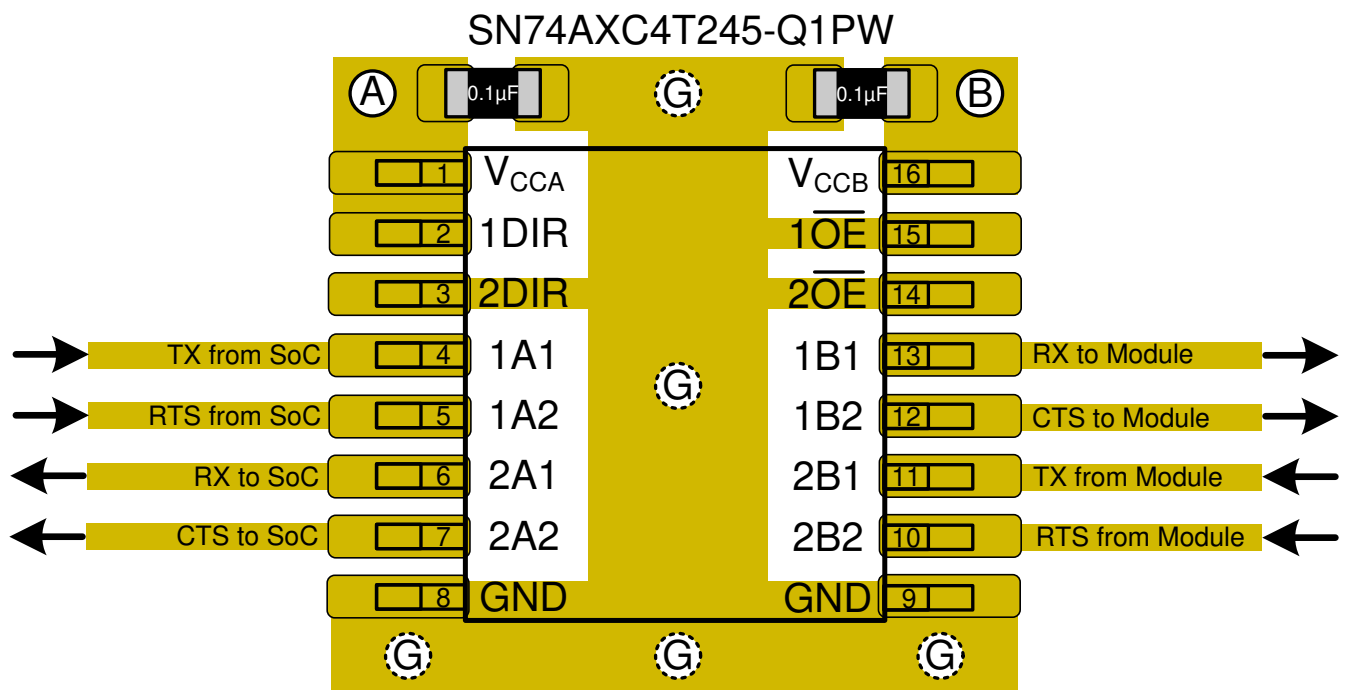 SN74AXC4T245-Q1PW
A 0.1µF G 0.1µF B
1 VCCA VCCB 16
2 1DIR 1OE 15
3 2DIR 2OE 14
TX from SoC 4 1A1 1B1 13 RX to Module
G
RTS from SoC 5 1A2 1B2 12 CTS to Module
RX to SoC 6 2A1 2B1 11 TX from Module
CTS to SoC 7 2A2 2B2 10 RTS from Module
8 GND GND 9
G G G